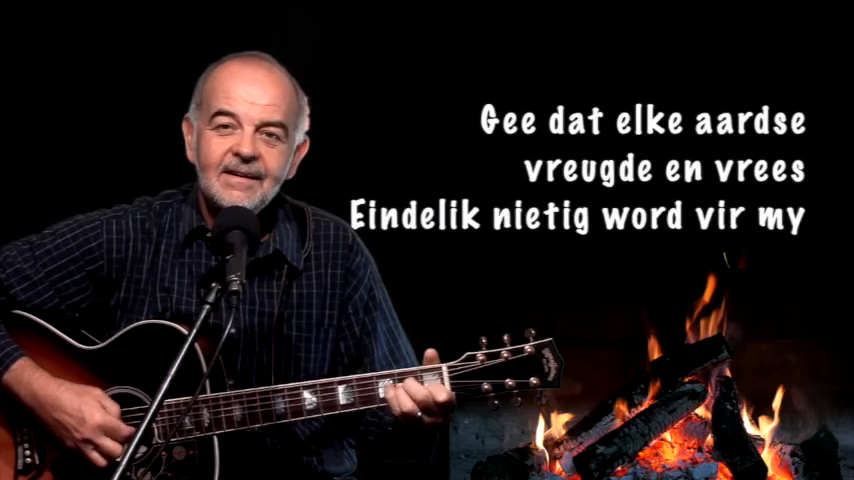 Gee dat elke aardse
vreugde en vrees
Eindelik nietig word vir my